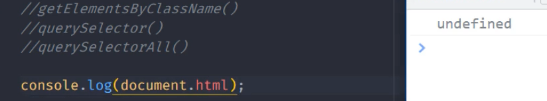 //getElementsByClassName()
//querySelector()
//querySelectorAll()
console.log(document.html);
undefined
>